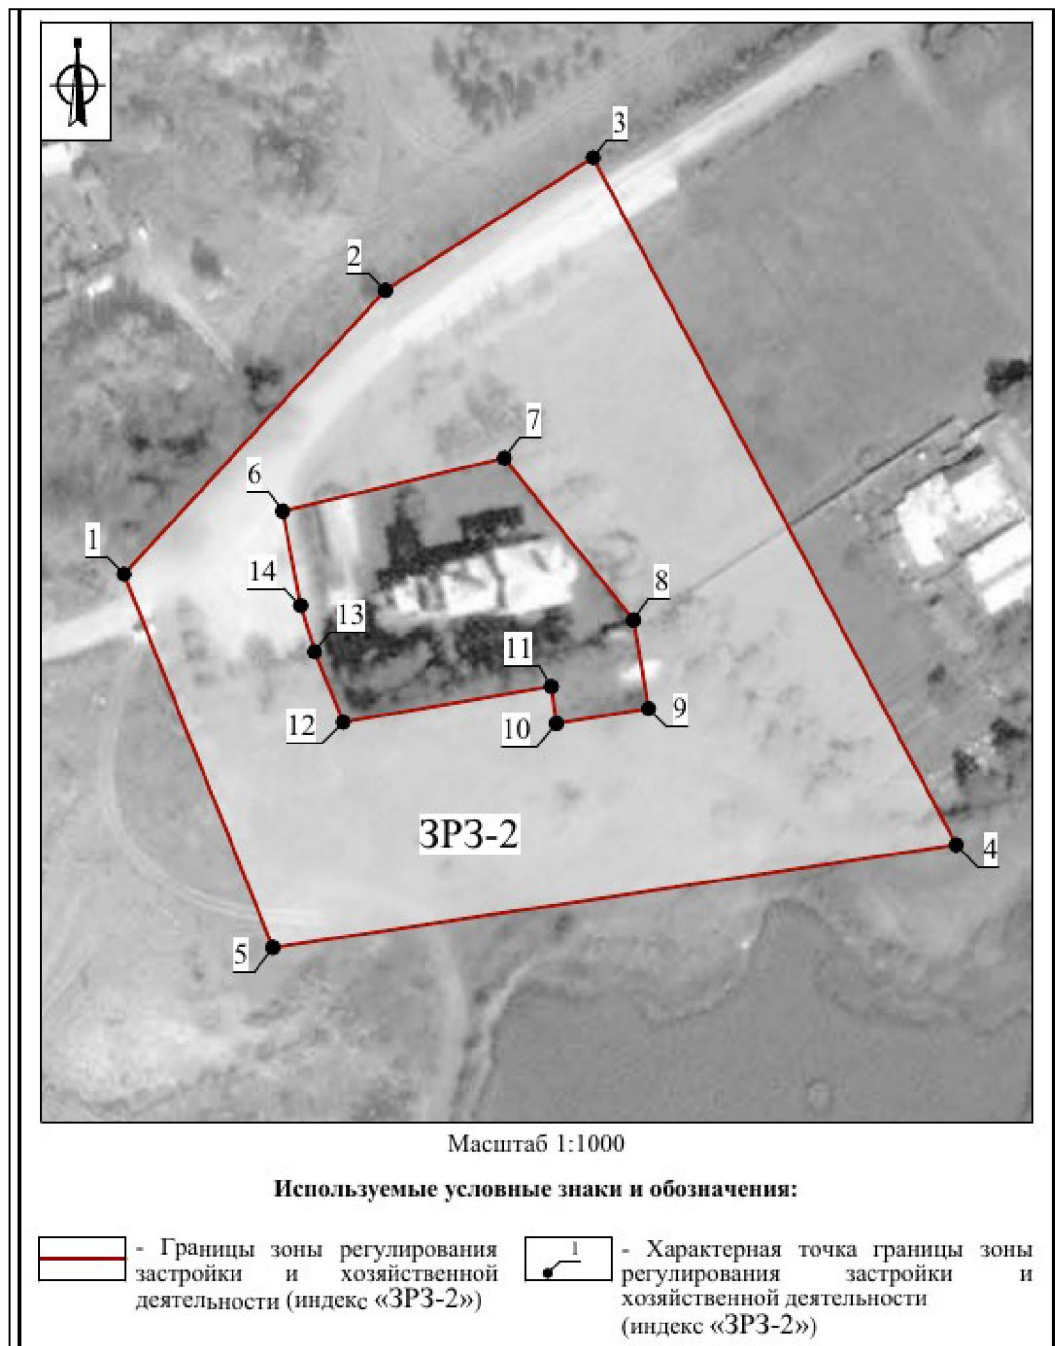 3
2
7
6
1
8
14
13
11
12
10
9
ЗРЗ-2
4
5
Масштаб 1:1000
Используемые условные знаки и обозначения:
- Границы зоны регулирования
застройки и хозяйственной
деятельности (индекс «ЗРЗ-2»)
1
- Характерная точка границы зоны
регулирования застройки и
хозяйственной деятельности
(индекс «ЗРЗ-2»)